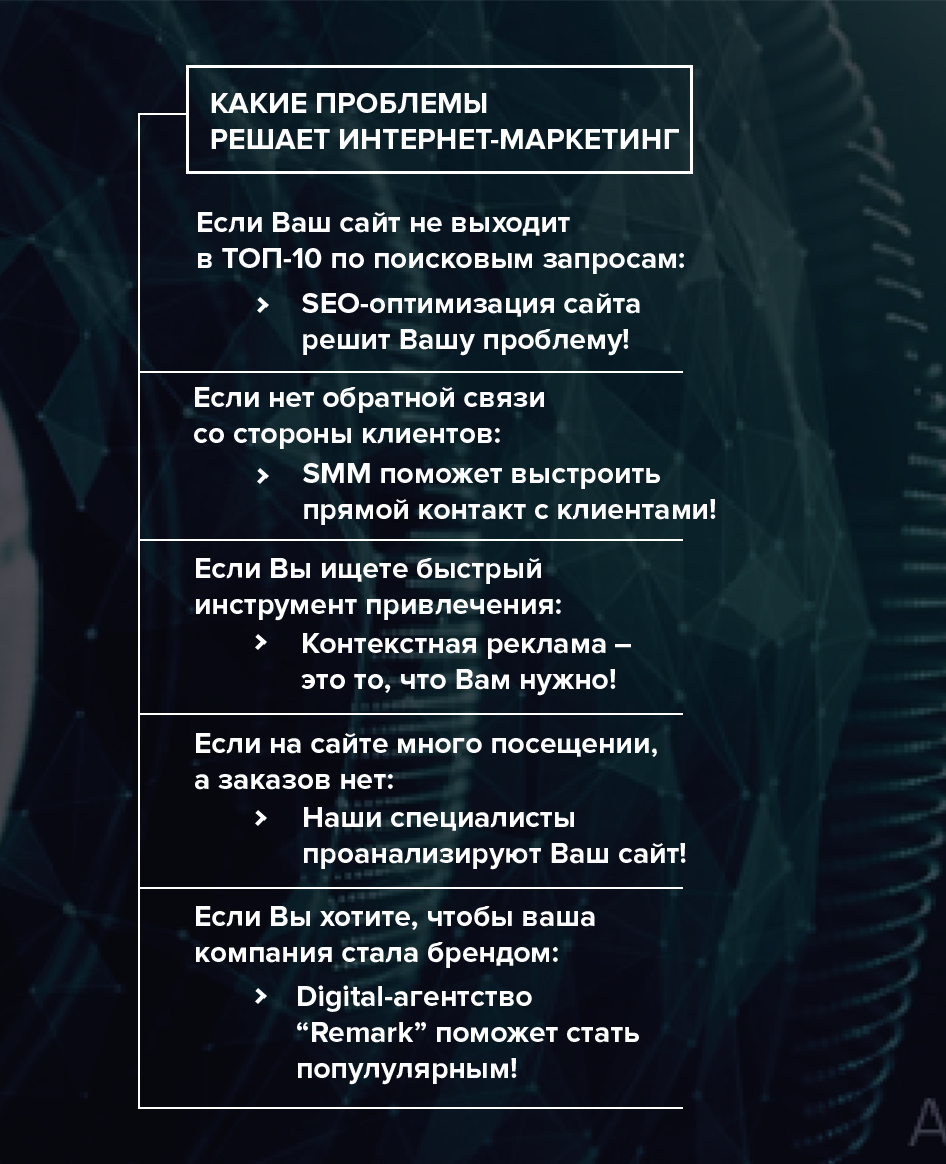 КАКИЕ ПРОБЛЕМЫ
РЕШАЕТ ИНТЕРНЕТ-МАРКЕТИНГ
Если Ваш сайт не выходит
в ТОП-10 по поисковым запросам:
SEO-оптимизация сайта
решит Вашу проблему!
Если нет обратной связи
со стороны клиентов:
SMM поможет выстроить
прямой контакт с клиентами!
Если Вы ищете быстрый
инструмент привлечения:
Контекстная реклама –
это то, что Вам нужно!
Если на сайте много посещении,
а заказов нет:
Наши специалисты
проанализируют Ваш сайт!
Если Вы хотите, чтобы ваша
компания стала брендом:
Digital-агентство
“Remark” поможет стать
популулярным!